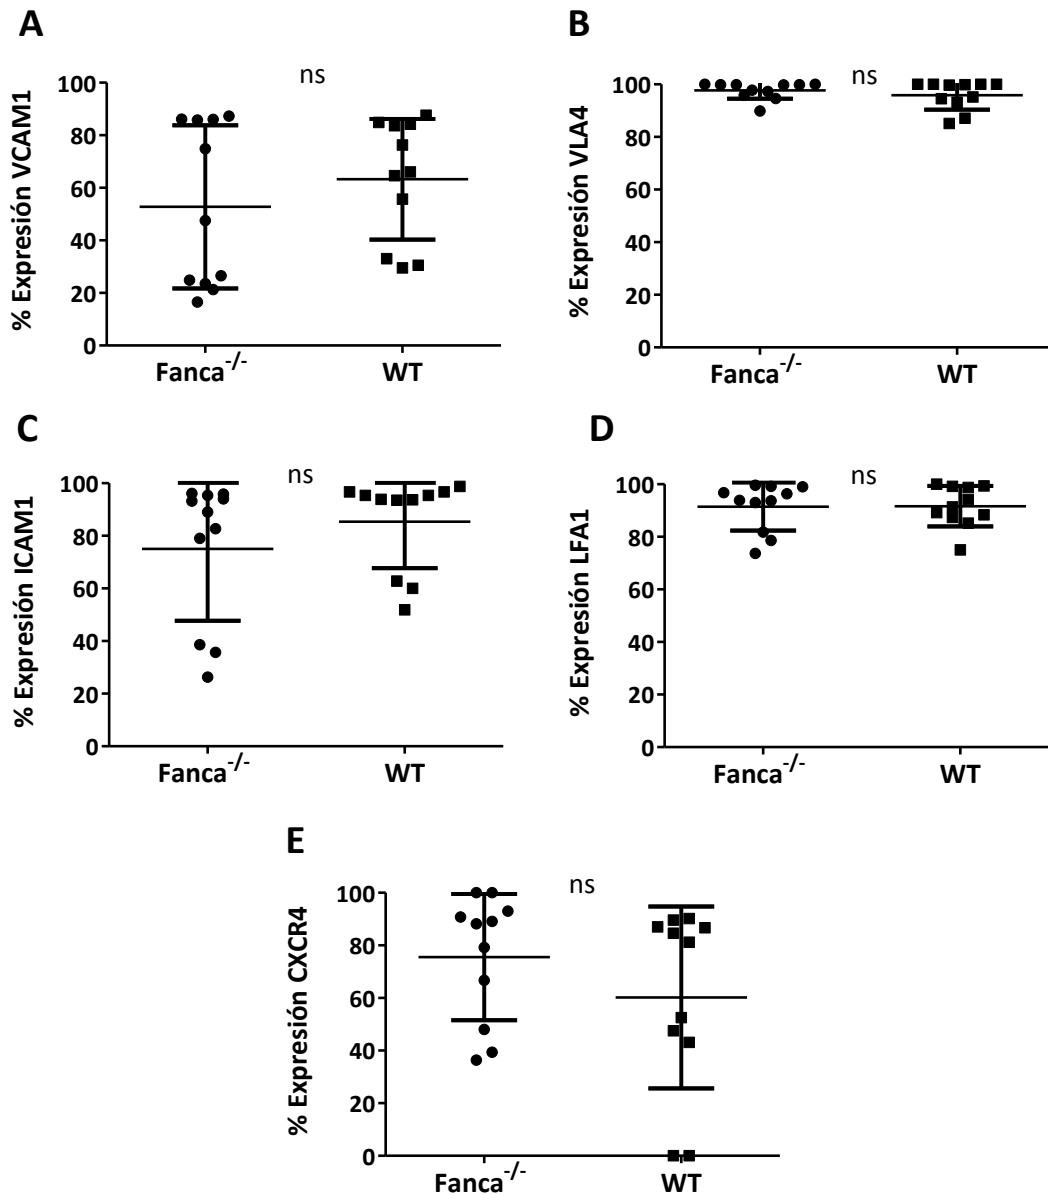 A
ns
% Expresión VCAM1
100
80
60
40
20
0
Fanca-/-
WT
B
ns
% Expresión VLA4
100
80
60
40
20
0
Fanca-/-
WT
C
ns
% Expresión ICAM1
100
80
60
40
20
0
Fanca-/-
WT
D
ns
% Expresión LFA1
100
80
60
40
20
0
Fanca-/-
WT
E
ns
% Expresión CXCR4
100
80
60
40
20
0
Fanca-/-
WT